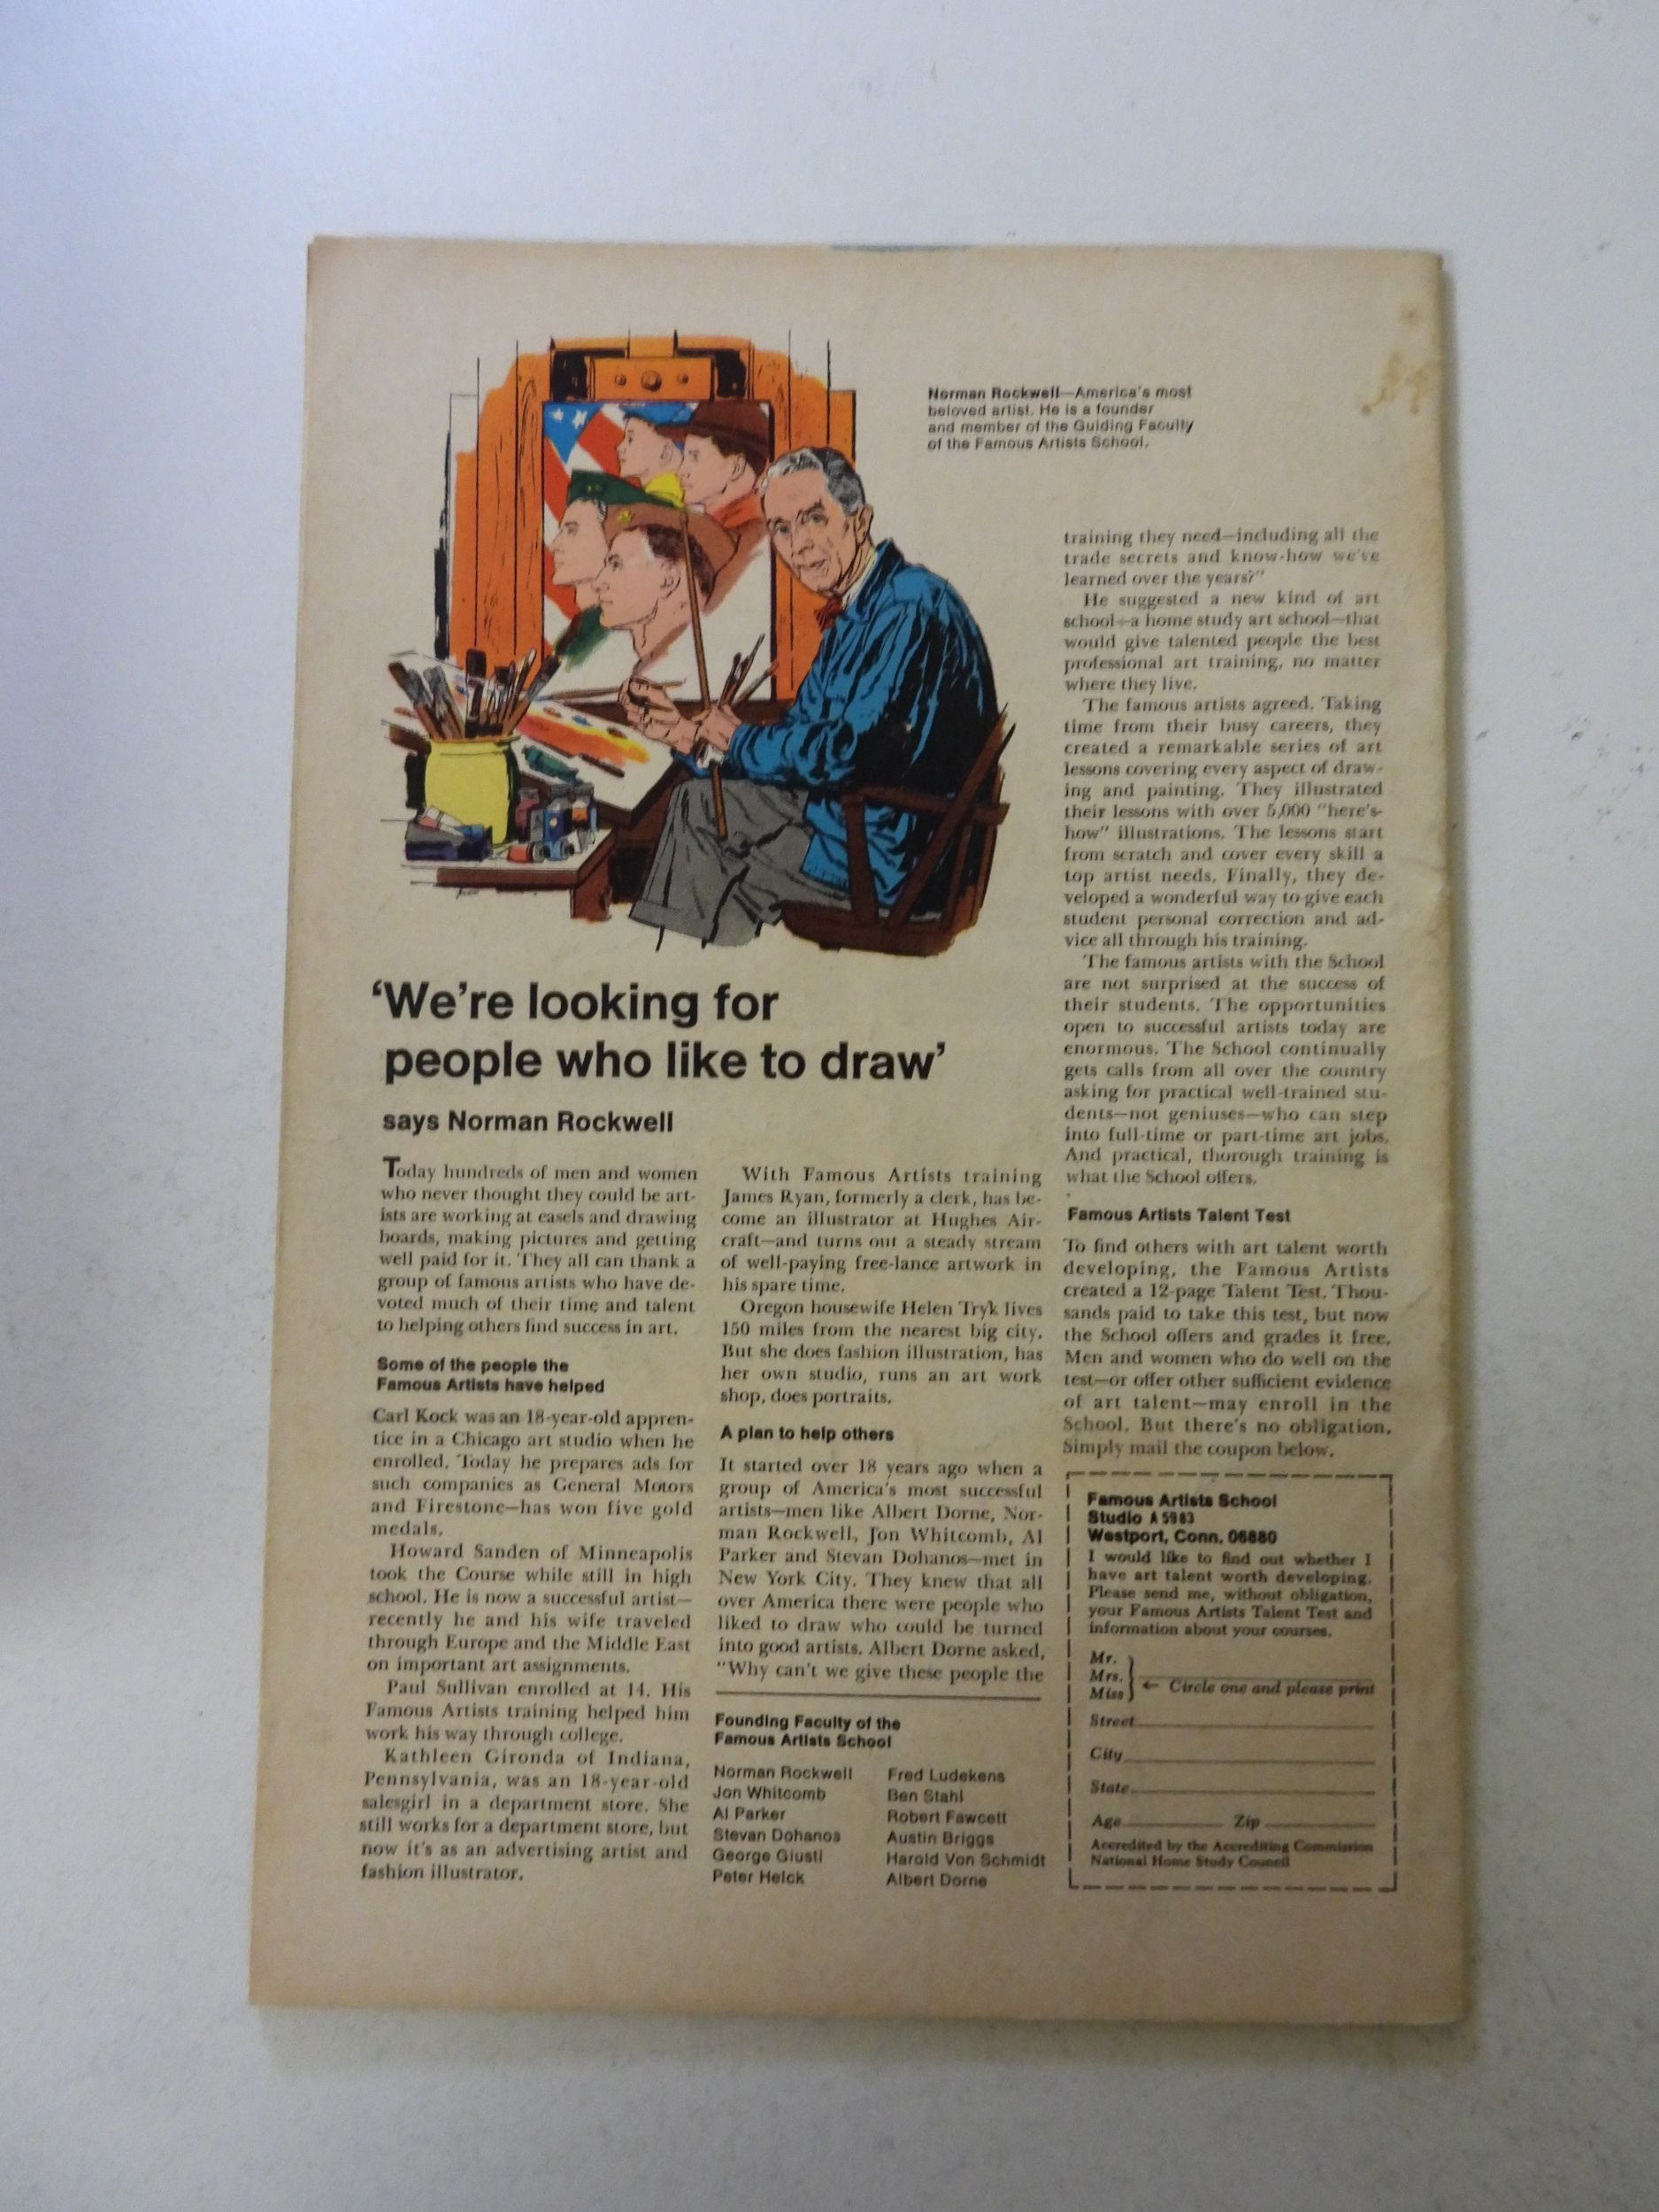 Norman Rockwell—America's most
beloved artist. He is a founder
and member of the Guiding Faculty
of the Famous Artists School.
'We're looking for
people who like to draw'
says Norman Rockwell
Today hundreds of men and women
who never thought they could be art-
ists are working at easels and drawing
boards, making pictures and getting
well paid for it. They all can thank a
group of famous artists who have de-
voted much of their time and talent
to helping others find success in art.
Some of the people the
Famous Artists have helped
Carl Kock was an 18-year-old appren-
tice in a Chicago art studio when he
enrolled. Today he prepares ads for
such companies as General Motors
and Firestone—has won five gold
medals.
Howard Sanden of Minneapolis
took the Course while still in high
school. He is now a successful artist—
recently he and his wife traveled
through Europe and the Middle East
on important art assignments.
Paul Sullivan enrolled at 14. His
Famous Artists training helped him
work his way through college.
Kathleen Gironda of Indiana,
Pennsylvania, was an 18-year-old
salesgirl in a department store. She
still works for a department store, but
now it's as an advertising artist and
fashion illustrator.
With Famous Artists training
James Ryan, formerly a clerk, has be-
come an illustrator at Hughes Air-
craft—and turns out a steady stream
of well-paying free-lance artwork in
his spare time.
Oregon housewife Helen Tryk lives
150 miles from the nearest big city.
But she does fashion illustration, has
her own studio, runs an art work
shop, does portraits.
A plan to help others
It started over 18 years ago when a
group of America's most successful
artists—men like Albert Dorne, Nor-
man Rockwell, Jon Whitcomb, Al
Parker and Stevan Dohanos—met in
New York City. They knew that all
over America there were people who
liked to draw who could be turned
into good artists. Albert Dorne asked,
"Why can't we give these people the
training they need—including all the
trade secrets and know-how we've
learned over the years?"
He suggested a new kind of art
school—a home study art school—that
would give talented people the best
professional art training, no matter
where they live.
The famous artists agreed. Taking
time from their busy careers, they
created a remarkable series of art
lessons covering every aspect of draw-
ing and painting. They illustrated
their lessons with over 5,000 "here's-
how" illustrations. The lessons start
from scratch and cover every skill a
top artist needs. Finally, they de-
veloped a wonderful way to give each
student personal correction and ad-
vice all through his training.
The famous artists with the School
are not surprised at the success of
their students. The opportunities
open to successful artists today are
enormous. The School continually
gets calls from all over the country
asking for practical well-trained stu-
dents—not geniuses—who can step
into full-time or part-time art jobs.
And practical, thorough training is
what the School offers.
Famous Artists Talent Test
To find others with art talent worth
developing, the Famous Artists
created a 12-page Talent Test. Thou-
sands paid to take this test, but now
the School offers and grades it free.
Men and women who do well on the
test—or offer other sufficient evidence
of art talent—may enroll in the
School. But there's no obligation.
Simply mail the coupon below.
Founding Faculty of the
Famous Artists School
Norman Rockwell
Jon Whitcomb
Al Parker
Stevan Dohanos
George Giusti
Peter Helck
Fred Ludekens
Ben Stahl
Robert Fawcett
Austin Briggs
Harold Von Schmidt
Albert Dorne
Famous Artists School
Studio A 5983
Westport, Conn. 06880
I would like to find out whether I
have art talent worth developing.
Please send me, without obligation,
your Famous Artists Talent Test and
information about your courses.
Mr.
Mrs.
Miss
← Circle one and please print
Street
City
State
Age Zip
Accredited by the Accrediting Commission
National Home Study Council